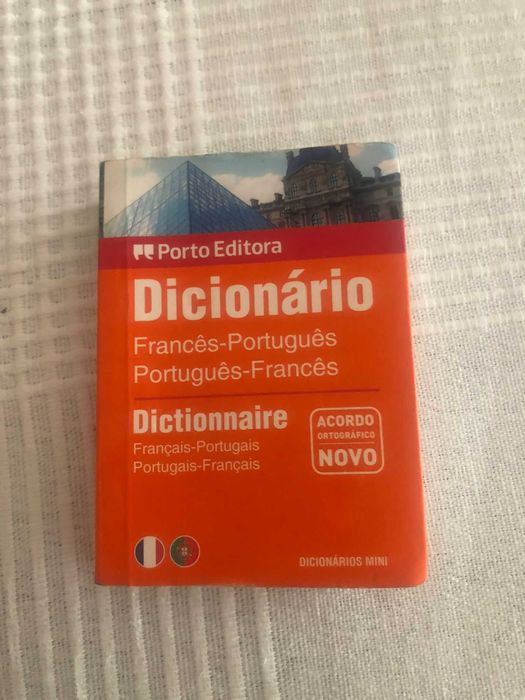 Porto Editora
Dicionário
Francês-Português
Português-Francês
Dictionnaire
Français-Portugais
Portugais-Français
ACORDO
ORTOGRÁFICO
NOVO
DICIONÁRIOS MINI